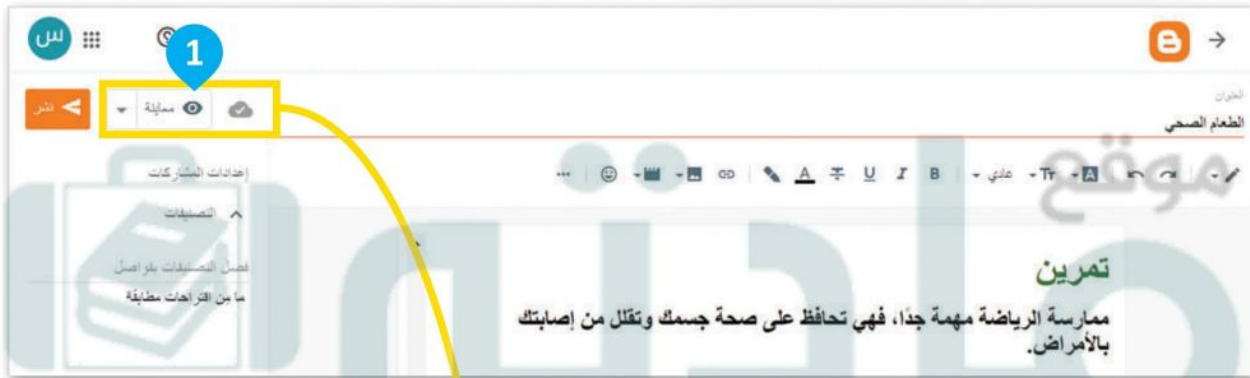 س
1
العنوان
الطعام الصحي
معاينة
نشر
عادي
B I U T A
إعدادات المشاركات
التصنيفات
فصل التصنيفات بفواصل
ما من اقتراحات مطابقة
تمرين
ممارسة الرياضة مهمة جدًا، فهي تحافظ على صحة جسمك وتقلل من إصابتك
بالأمراض.
موقع